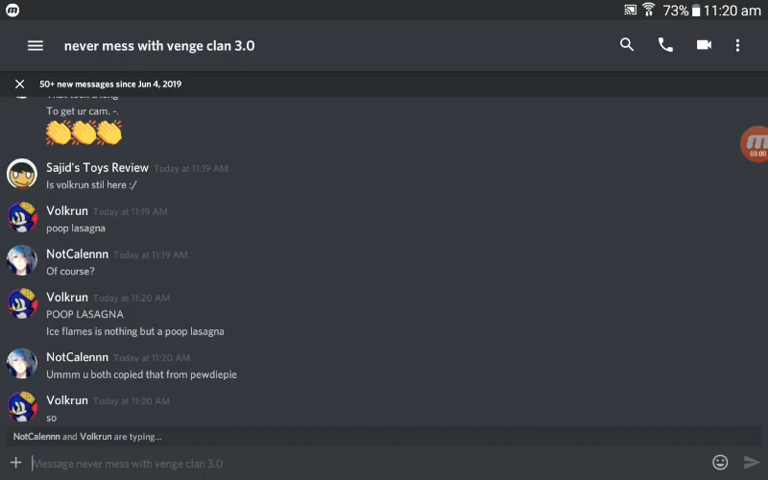 73% 11:20 am
never mess with venge clan 3.0
50+ new messages since Jun 4, 2019
That took a long
To get ur cam. -.
Sajid's Toys Review Today at 11:19 AM
Is volkrun stil here :/
Volkrun Today at 11:19 AM
poop lasagna
NotCalennn Today at 11:19 AM
Of course?
Volkrun Today at 11:20 AM
POOP LASAGNA
Ice flames is nothing but a poop lasagna
NotCalennn Today at 11:20 AM
Ummm u both copied that from pewdiepie
Volkrun Today at 11:20 AM
so
NotCalennn and Volkrun are typing...
Message never mess with venge clan 3.0
03:00